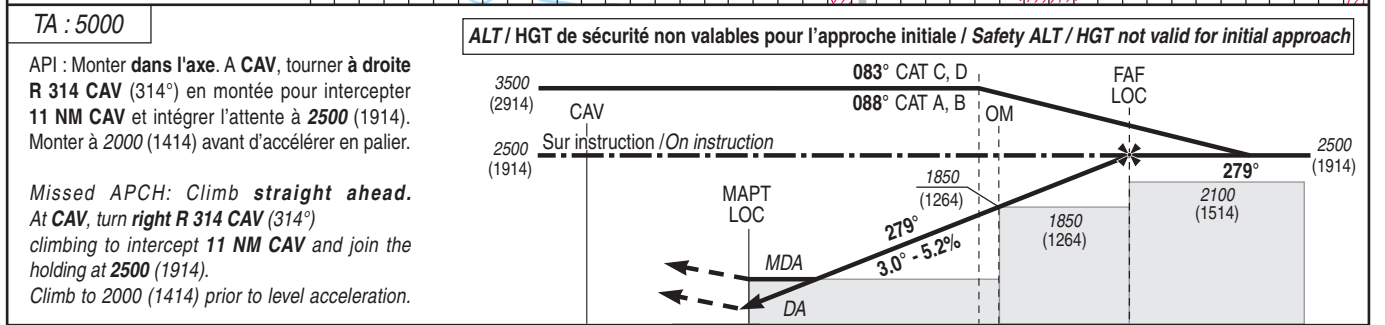 TA : 5000
API : Monter dans l'axe. A CAV, tourner à droite
R 314 CAV (314°) en montée pour intercepter
11 NM CAV et intégrer l'attente à 2500 (1914).
Monter à 2000 (1414) avant d'accélérer en palier.
Missed APCH: Climb straight ahead.
At CAV, turn right R 314 CAV (314°)
climbing to intercept 11 NM CAV and join the
holding at 2500 (1914).
Climb to 2000 (1414) prior to level acceleration.
ALT / HGT de sécurité non valables pour l'approche initiale / Safety ALT / HGT not valid for initial approach
3500
(2914)
083° CAT C, D
088° CAT A, B
CAV
OM
FAF
LOC
2500
(1914)
Sur instruction / On instruction
2500
(1914)
279°
MAPT
LOC
1850
(1264)
279°
3.0° - 5.2%
1850
(1264)
2100
(1514)
MDA
DA